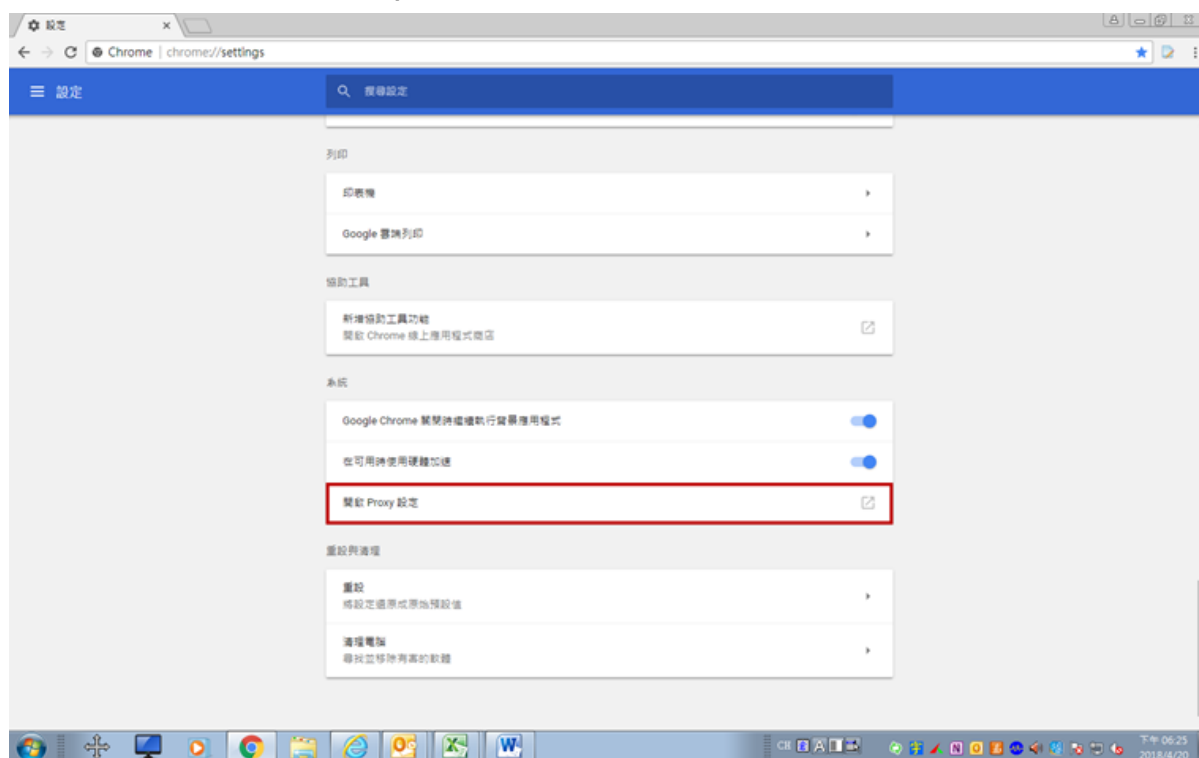 設定
Chrome | chrome://settings
設定
搜尋設定
列印
印表機
Google 雲端列印
協助工具
新增協助工具功能
開啟 Chrome 線上應用程式商店
系統
Google Chrome 關閉時繼續執行背景應用程式
在可用時使用硬體加速
開啟 Proxy 設定
重設與清理
重設
將設定還原成原始預設值
清理電腦
尋找並移除有害的軟體
CH
下午 06:25
2018/4/20